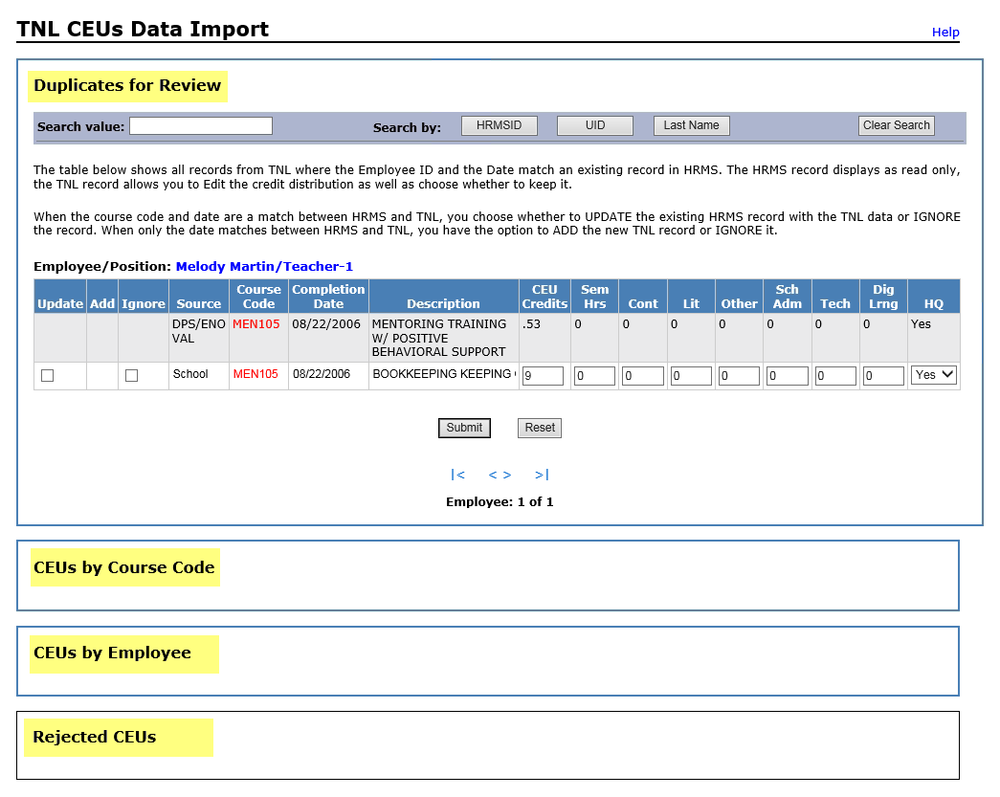 TNL CEUs Data Import
Help
Duplicates for Review
Search value:
Search by: HRMSID UID Last Name Clear Search
The table below shows all records from TNL where the Employee ID and the Date match an existing record in HRMS. The HRMS record displays as read only,
the TNL record allows you to Edit the credit distribution as well as choose whether to keep it.
When the course code and date are a match between HRMS and TNL, you choose whether to UPDATE the existing HRMS record with the TNL data or IGNORE
the record. When only the date matches between HRMS and TNL, you have the option to ADD the new TNL record or IGNORE it.
Employee/Position: Melody Martin/Teacher-1
Update Add Ignore Source Course Code Completion Date Description CEU Credits Sem Hrs Cont Lit Other Sch Adm Tech Dig Lrng HQ
DPS/ENO VAL MEN105 08/22/2006 MENTORING TRAINING W/ POSITIVE BEHAVIORAL SUPPORT .53 0 0 0 0 0 0 0 Yes
School MEN105 08/22/2006 BOOKKEEPING KEEPING 9 0 0 0 0 0 0 0 Yes
Submit Reset
|< < > >|
Employee: 1 of 1
CEUs by Course Code
CEUs by Employee
Rejected CEUs